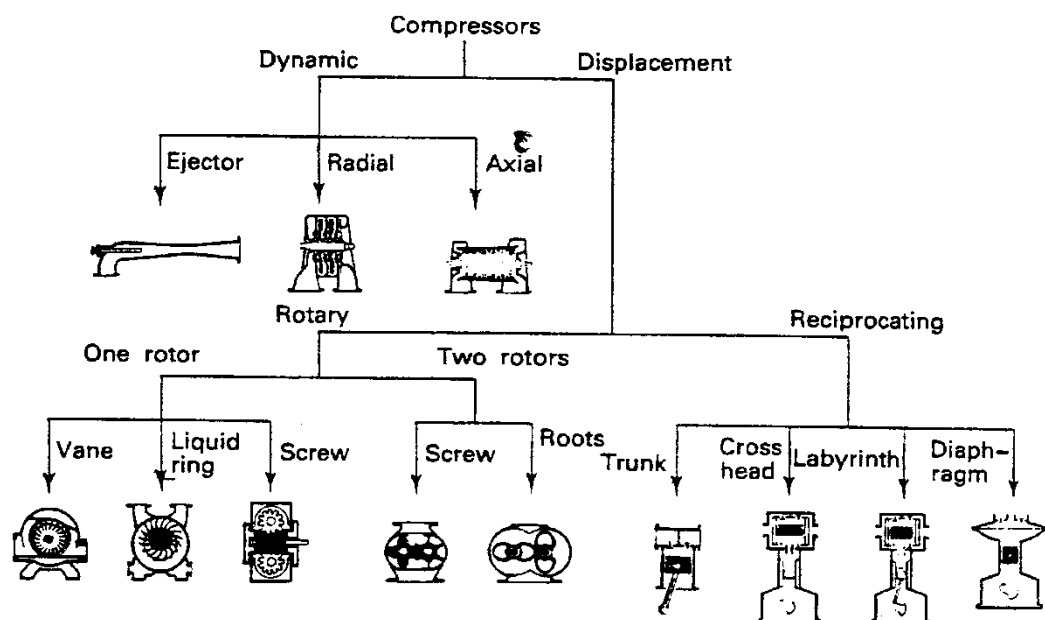 Compressors
Dynamic
Displacement
Ejector
Radial
Axial
Rotary
Reciprocating
One rotor
Two rotors
Vane
Liquid
ring
Screw
Screw
Roots
Trunk
Cross
head
Labyrinth
Diaph-
ragm